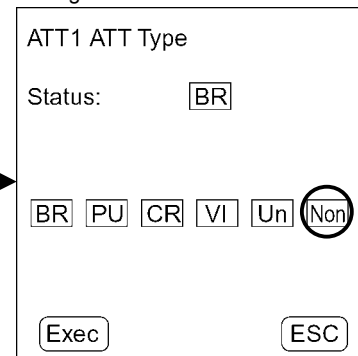 ATT1 ATT Type
Status: BR
BR PU CR VI Un Non
Exec ESC